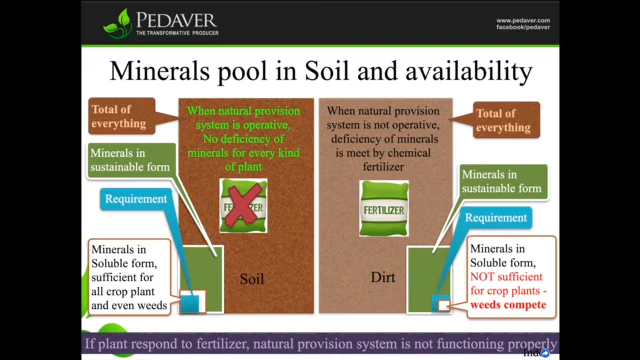 PEDAVER
THE TRANSFORMATIVE PRODUCER
www.pedaver.com
facebook/pedaver
Minerals pool in Soil and availability
Total of
everything
Minerals in
sustainable form
Requirement
Minerals in
Soluble form,
sufficient for
all crop plant
and even weeds
When natural provision
system is operative,
No deficiency of
minerals for every kind
of plant
FERTILIZER
Soil
When natural provision
system is not operative,
deficiency of minerals
is meet by chemical
fertilizer
FERTILIZER
Dirt
Total of
everything
Minerals in
sustainable form
Requirement
Minerals in
Soluble form,
NOT sufficient
for crop plants -
weeds compete
If plant respond to fertilizer, natural provision system is not functioning properly